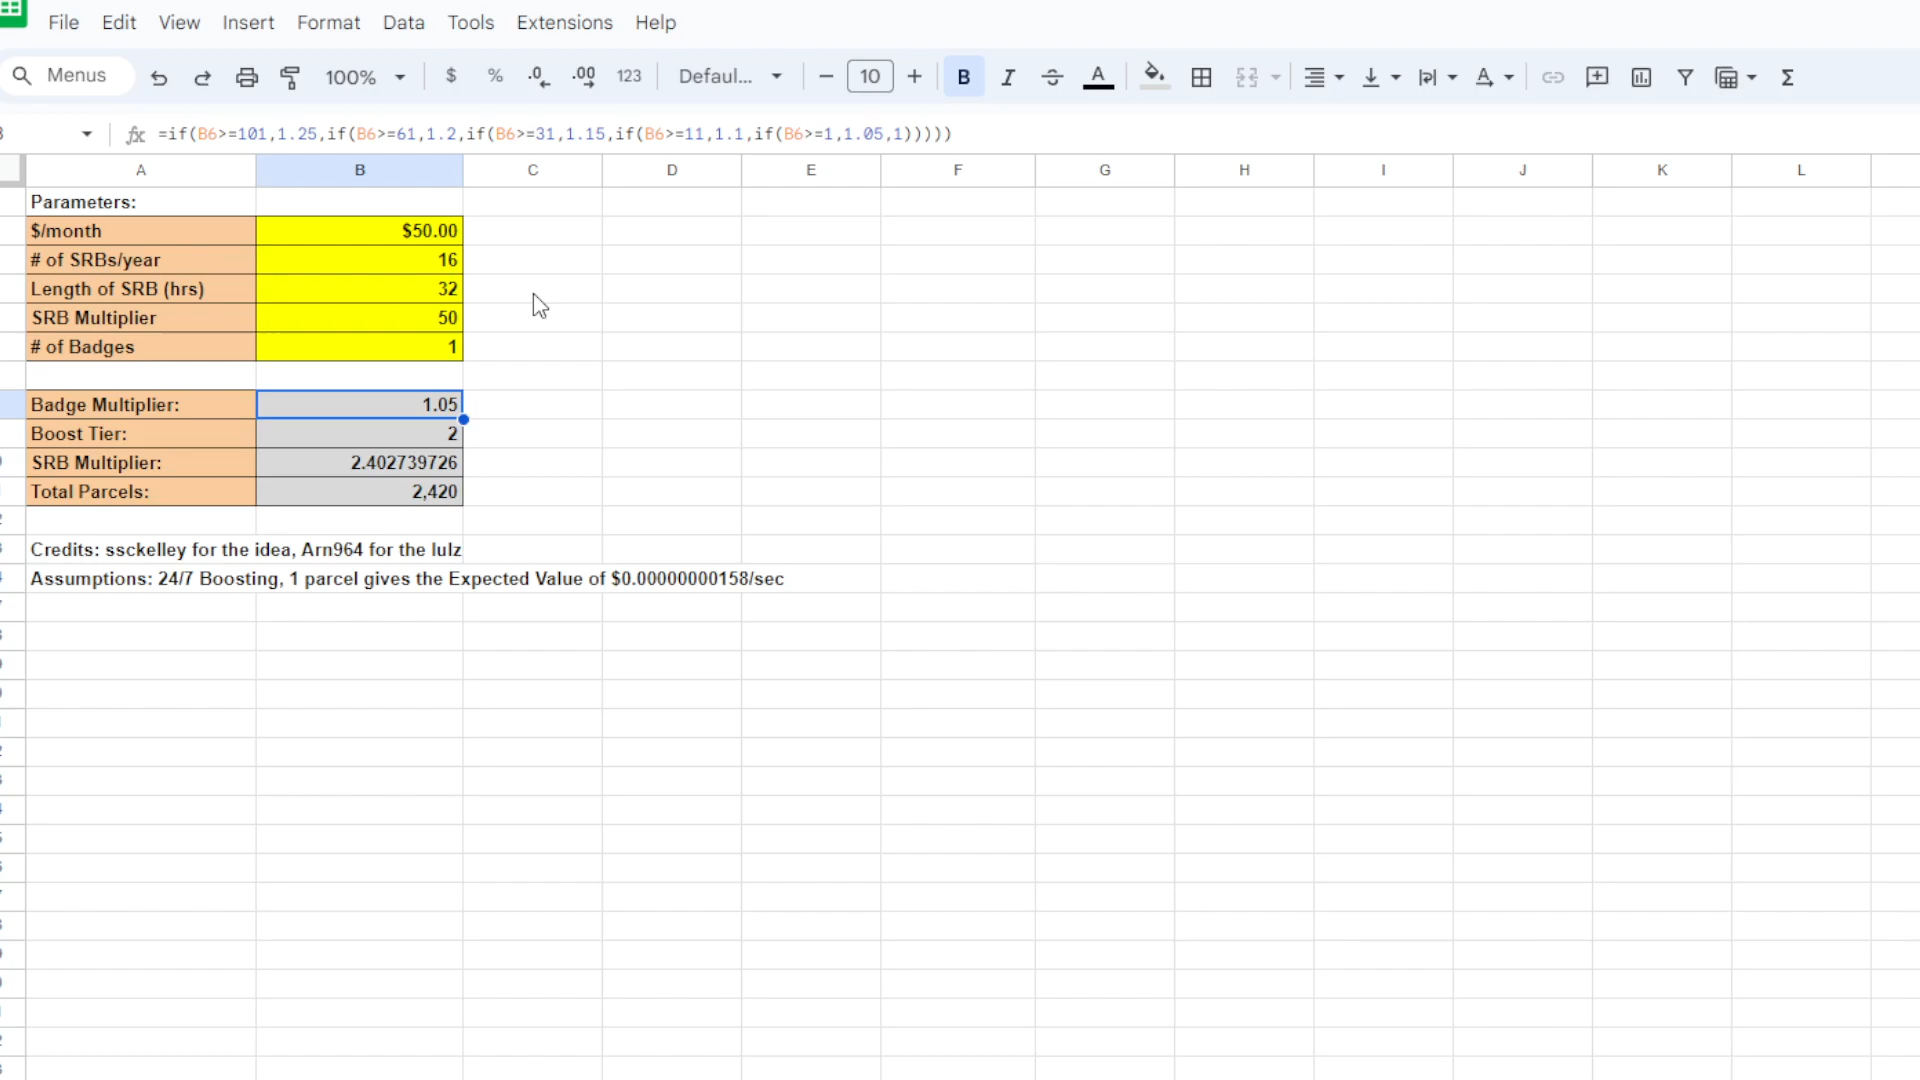 File Edit View Insert Format Data Tools Extensions Help
Menus 100% $ % .0 .00 123 Defaul... 10 B I A
fx =if(B6>=101,1.25,if(B6>=61,1.2,if(B6>=31,1.15,if(B6>=11,1.1,if(B6>=1,1.05,1)))))
A B C D E F G H I J K L
Parameters:
$/month $50.00
# of SRBs/year 16
Length of SRB (hrs) 32
SRB Multiplier 50
# of Badges 1
Badge Multiplier: 1.05
Boost Tier: 2
SRB Multiplier: 2.402739726
Total Parcels: 2,420
Credits: ssckelley for the idea, Arn964 for the lulz
Assumptions: 24/7 Boosting, 1 parcel gives the Expected Value of $0.00000000158/sec